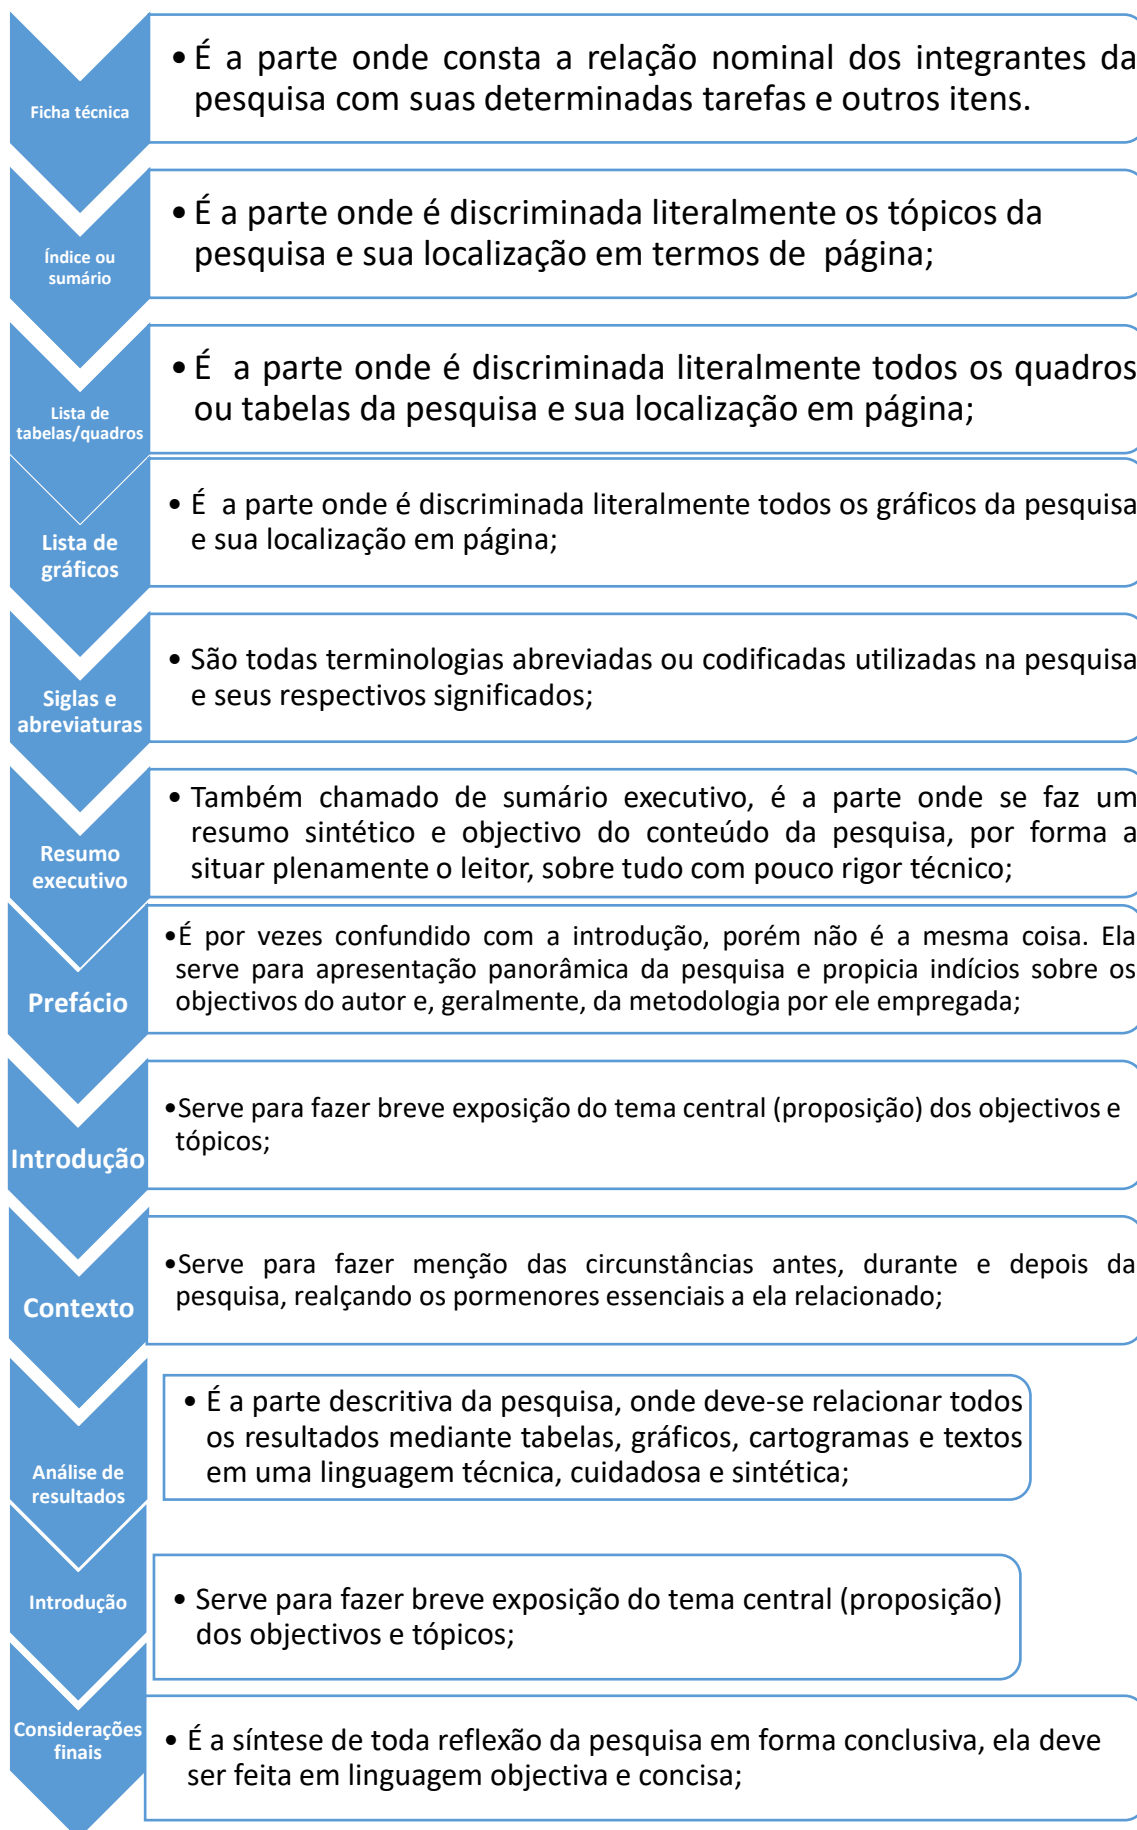 Ficha técnica
• É a parte onde consta a relação nominal dos integrantes da
pesquisa com suas determinadas tarefas e outros itens.
Índice ou
sumário
• É a parte onde é discriminada literalmente os tópicos da
pesquisa e sua localização em termos de página;
Lista de
tabelas/quadros
• É a parte onde é discriminada literalmente todos os quadros
ou tabelas da pesquisa e sua localização em página;
Lista de
gráficos
• É a parte onde é discriminada literalmente todos os gráficos da pesquisa
e sua localização em página;
Siglas e
abreviaturas
• São todas terminologias abreviadas ou codificadas utilizadas na pesquisa
e seus respectivos significados;
Resumo
executivo
• Também chamado de sumário executivo, é a parte onde se faz um
resumo sintético e objectivo do conteúdo da pesquisa, por forma a
situar plenamente o leitor, sobre tudo com pouco rigor técnico;
Prefácio
•É por vezes confundido com a introdução, porém não é a mesma coisa. Ela
serve para apresentação panorâmica da pesquisa e propicia indícios sobre os
objectivos do autor e, geralmente, da metodologia por ele empregada;
Introdução
•Serve para fazer breve exposição do tema central (proposição) dos objectivos e
tópicos;
Contexto
•Serve para fazer menção das circunstâncias antes, durante e depois da
pesquisa, realçando os pormenores essenciais a ela relacionado;
Análise de
resultados
• É a parte descritiva da pesquisa, onde deve-se relacionar todos
os resultados mediante tabelas, gráficos, cartogramas e textos
em uma linguagem técnica, cuidadosa e sintética;
Introdução
• Serve para fazer breve exposição do tema central (proposição)
dos objectivos e tópicos;
Considerações
finais
• É a síntese de toda reflexão da pesquisa em forma conclusiva, ela deve
ser feita em linguagem objectiva e concisa;